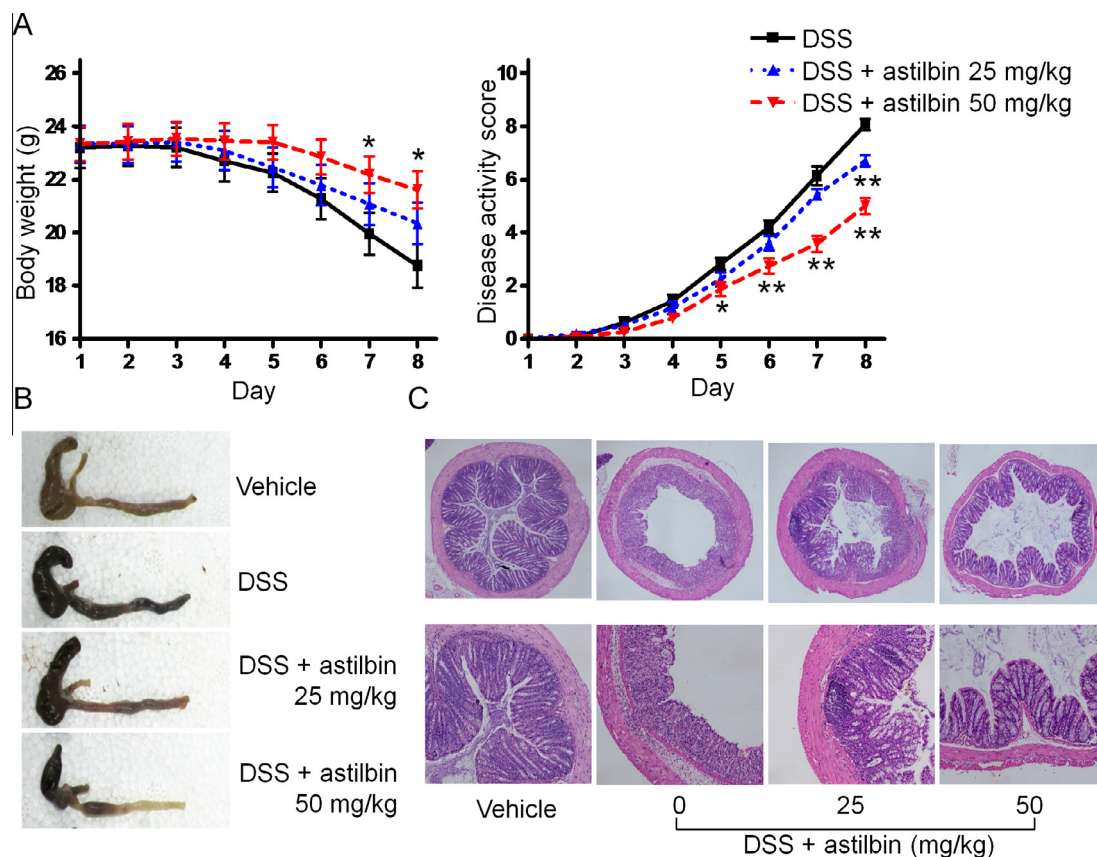 A
DSS
DSS + astilbin 25 mg/kg
DSS + astilbin 50 mg/kg
Body weight (g)
26
24
22
20
18
16
* *
1 2 3 4 5 6 7 8
Day
Disease activity score
10
8
6
4
2
0
**
**
**
**
*
1 2 3 4 5 6 7 8
Day
B
Vehicle
DSS
DSS + astilbin
25 mg/kg
DSS + astilbin
50 mg/kg
C
Vehicle
0 25 50
DSS + astilbin (mg/kg)